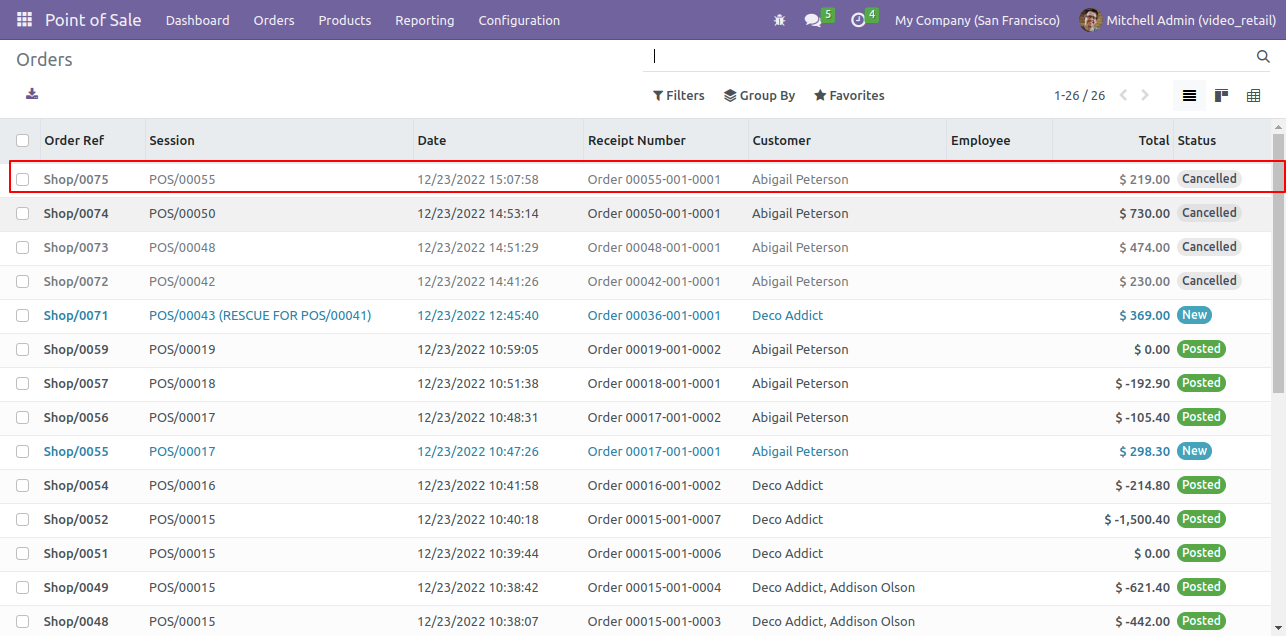 Point of Sale Dashboard Orders Products Reporting Configuration 5 4 My Company (San Francisco) Mitchell Admin (video_retail)
Orders
Filters Group By Favorites 1-26 / 26
Order Ref Session Date Receipt Number Customer Employee Total Status
Shop/0075 POS/00055 12/23/2022 15:07:58 Order 00055-001-0001 Abigail Peterson $ 219.00 Cancelled
Shop/0074 POS/00050 12/23/2022 14:53:14 Order 00050-001-0001 Abigail Peterson $ 730.00 Cancelled
Shop/0073 POS/00048 12/23/2022 14:51:29 Order 00048-001-0001 Abigail Peterson $ 474.00 Cancelled
Shop/0072 POS/00042 12/23/2022 14:41:26 Order 00042-001-0001 Abigail Peterson $ 230.00 Cancelled
Shop/0071 POS/00043 (RESCUE FOR POS/00041) 12/23/2022 12:45:40 Order 00036-001-0001 Deco Addict $ 369.00 New
Shop/0059 POS/00019 12/23/2022 10:59:05 Order 00019-001-0002 Abigail Peterson $ 0.00 Posted
Shop/0057 POS/00018 12/23/2022 10:51:38 Order 00018-001-0001 Abigail Peterson $ -192.90 Posted
Shop/0056 POS/00017 12/23/2022 10:48:31 Order 00017-001-0002 Abigail Peterson $ -105.40 Posted
Shop/0055 POS/00017 12/23/2022 10:47:26 Order 00017-001-0001 Abigail Peterson $ 298.30 New
Shop/0054 POS/00016 12/23/2022 10:41:58 Order 00016-001-0002 Deco Addict $ -214.80 Posted
Shop/0052 POS/00015 12/23/2022 10:40:18 Order 00015-001-0007 Deco Addict $ -1,500.40 Posted
Shop/0051 POS/00015 12/23/2022 10:39:44 Order 00015-001-0006 Deco Addict $ 0.00 Posted
Shop/0049 POS/00015 12/23/2022 10:38:42 Order 00015-001-0004 Deco Addict, Addison Olson $ -621.40 Posted
Shop/0048 POS/00015 12/23/2022 10:38:07 Order 00015-001-0003 Deco Addict, Addison Olson $ -442.00 Posted